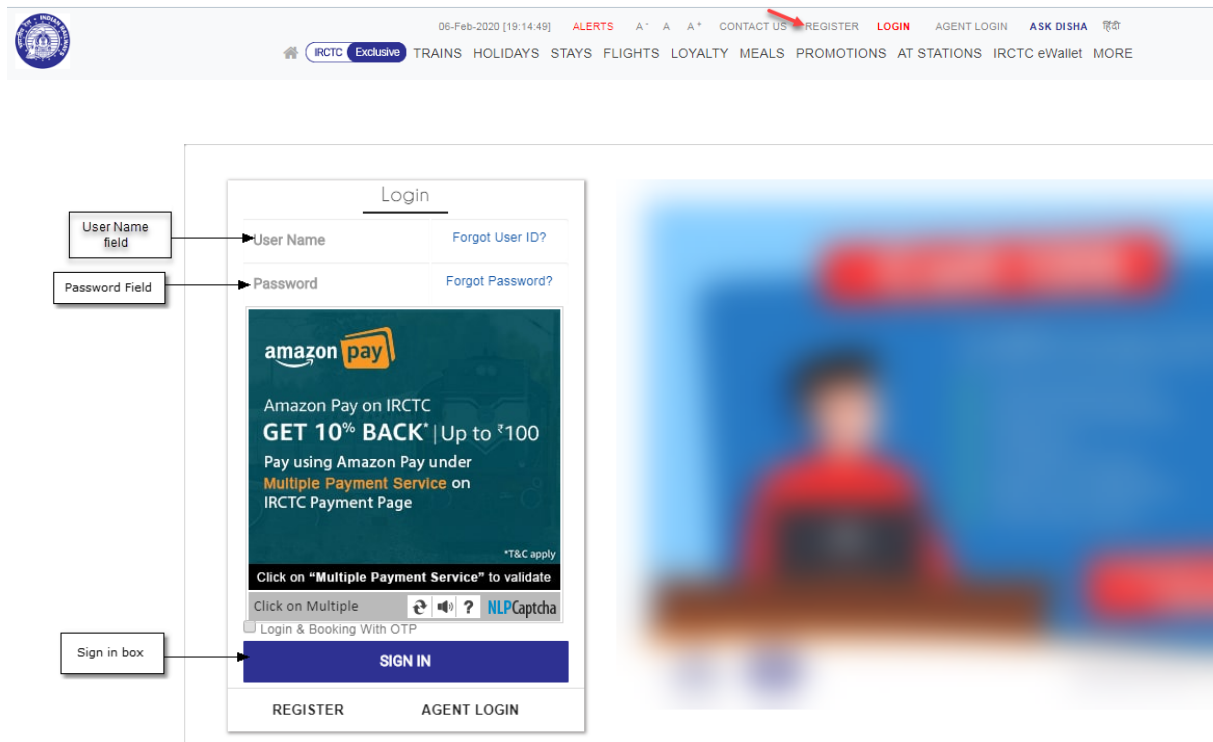 06-Feb-2020 [19:14:49] ALERTS A- A A+ CONTACT US REGISTER LOGIN AGENT LOGIN ASK DISHA हिंदी
IRCTC Exclusive TRAINS HOLIDAYS STAYS FLIGHTS LOYALTY MEALS PROMOTIONS AT STATIONS IRCTC eWallet MORE
Login
User Name
field
User Name Forgot User ID?
Password Field
Password Forgot Password?
amazon pay
Amazon Pay on IRCTC
GET 10% BACK* | Up to ₹100
Pay using Amazon Pay under
Multiple Payment Service on
IRCTC Payment Page
*T&C apply
Click on “Multiple Payment Service” to validate
Click on Multiple ? NLPCaptcha
Login & Booking With OTP
Sign in box
SIGN IN
REGISTER AGENT LOGIN